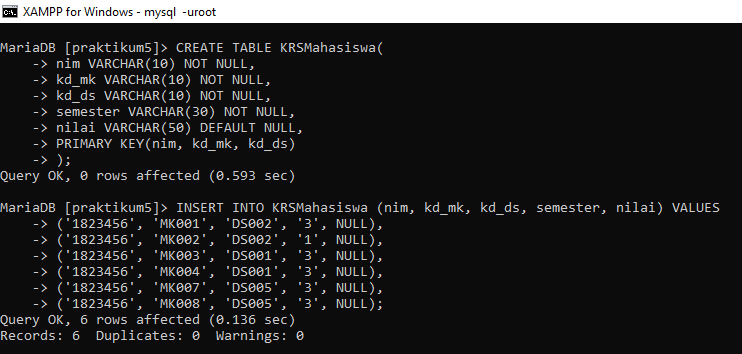 XAMPP for Windows - mysql -uroot
MariaDB [praktikum5]> CREATE TABLE KRSMahasiswa(
    -> nim VARCHAR(10) NOT NULL,
    -> kd_mk VARCHAR(10) NOT NULL,
    -> kd_ds VARCHAR(10) NOT NULL,
    -> semester VARCHAR(30) NOT NULL,
    -> nilai VARCHAR(50) DEFAULT NULL,
    -> PRIMARY KEY(nim, kd_mk, kd_ds)
    -> );
Query OK, 0 rows affected (0.593 sec)
MariaDB [praktikum5]> INSERT INTO KRSMahasiswa (nim, kd_mk, kd_ds, semester, nilai) VALUES
    -> ('1823456', 'MK001', 'DS002', '3', NULL),
    -> ('1823456', 'MK002', 'DS002', '1', NULL),
    -> ('1823456', 'MK003', 'DS001', '3', NULL),
    -> ('1823456', 'MK004', 'DS001', '3', NULL),
    -> ('1823456', 'MK007', 'DS005', '3', NULL),
    -> ('1823456', 'MK008', 'DS005', '3', NULL);
Query OK, 6 rows affected (0.136 sec)
Records: 6  Duplicates: 0  Warnings: 0